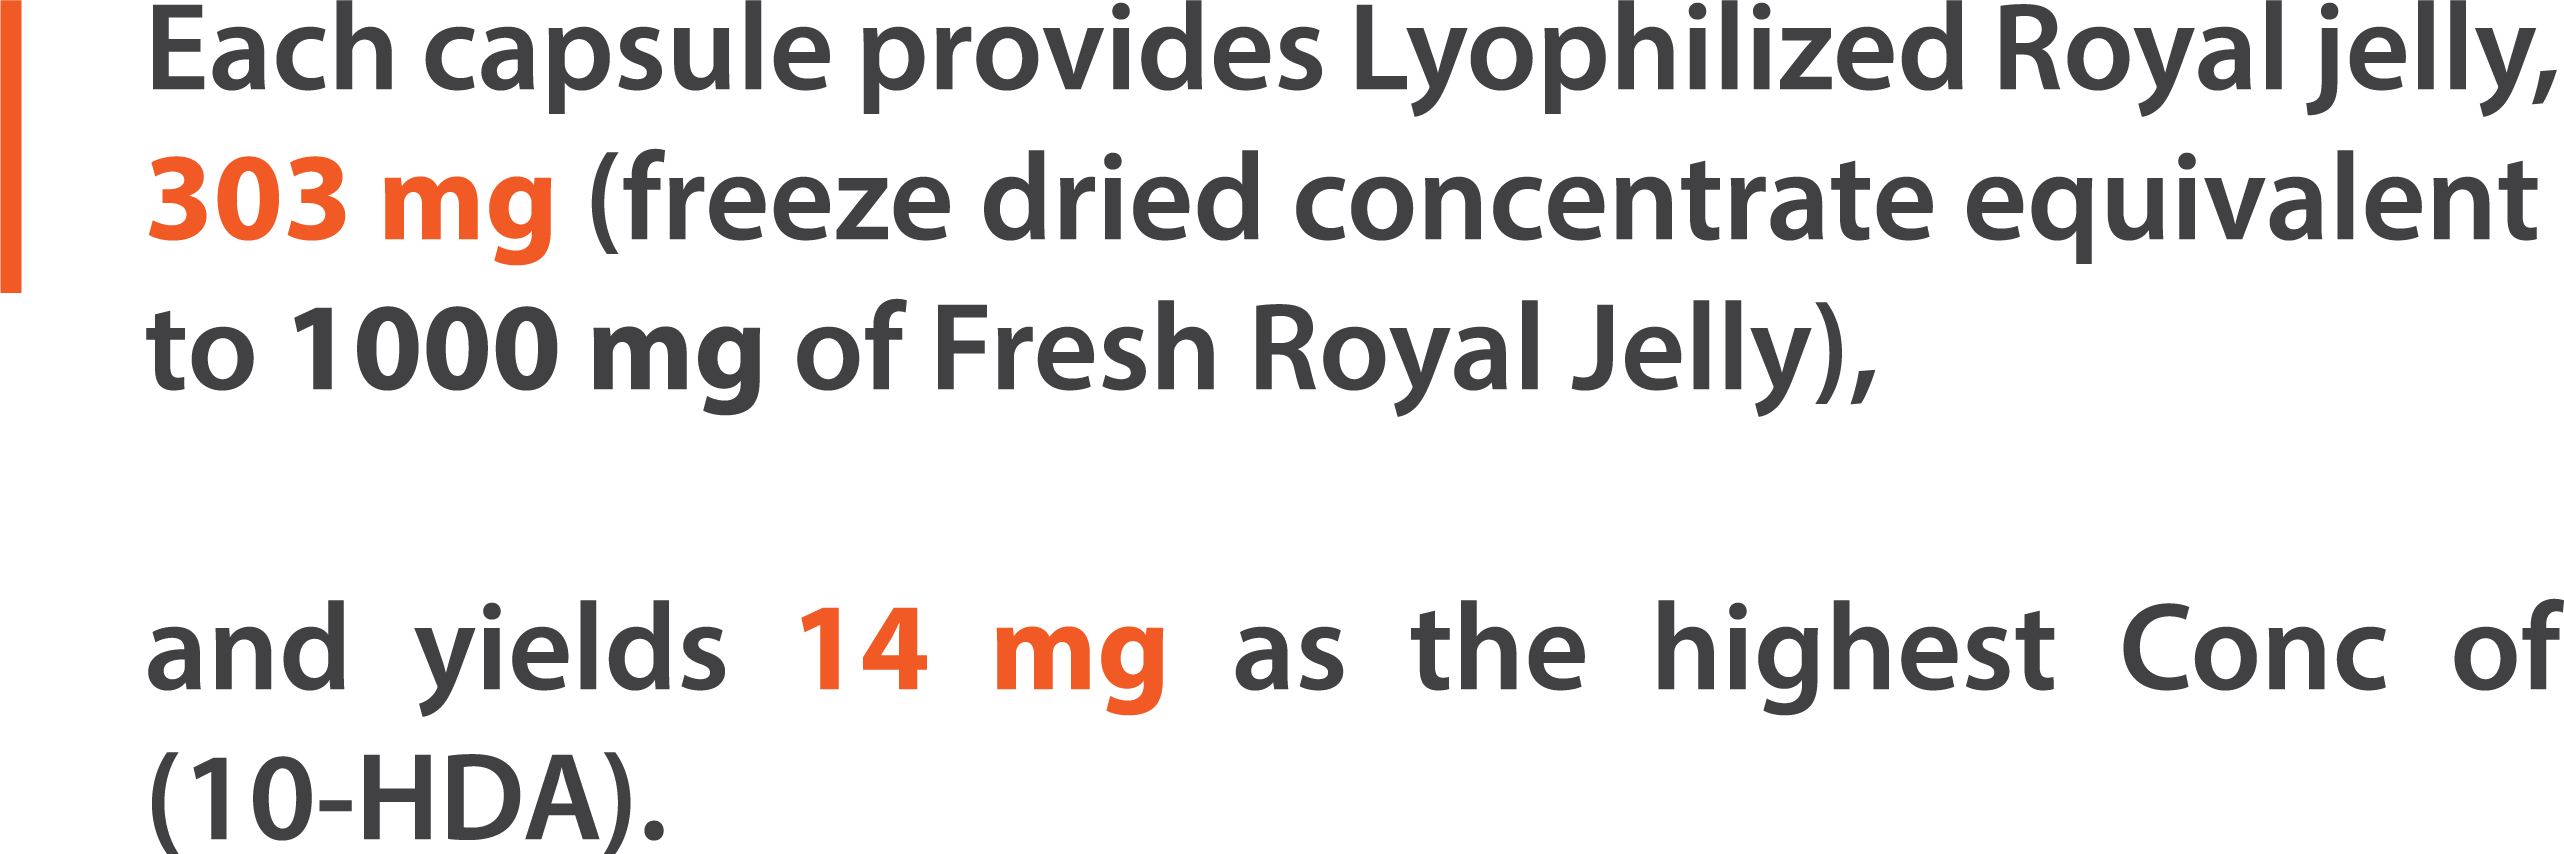 Each capsule provides Lyophilized Royal jelly,
303 mg (freeze dried concentrate equivalent
to 1000 mg of Fresh Royal Jelly),
and yields 14 mg as the highest Conc of
(10-HDA).